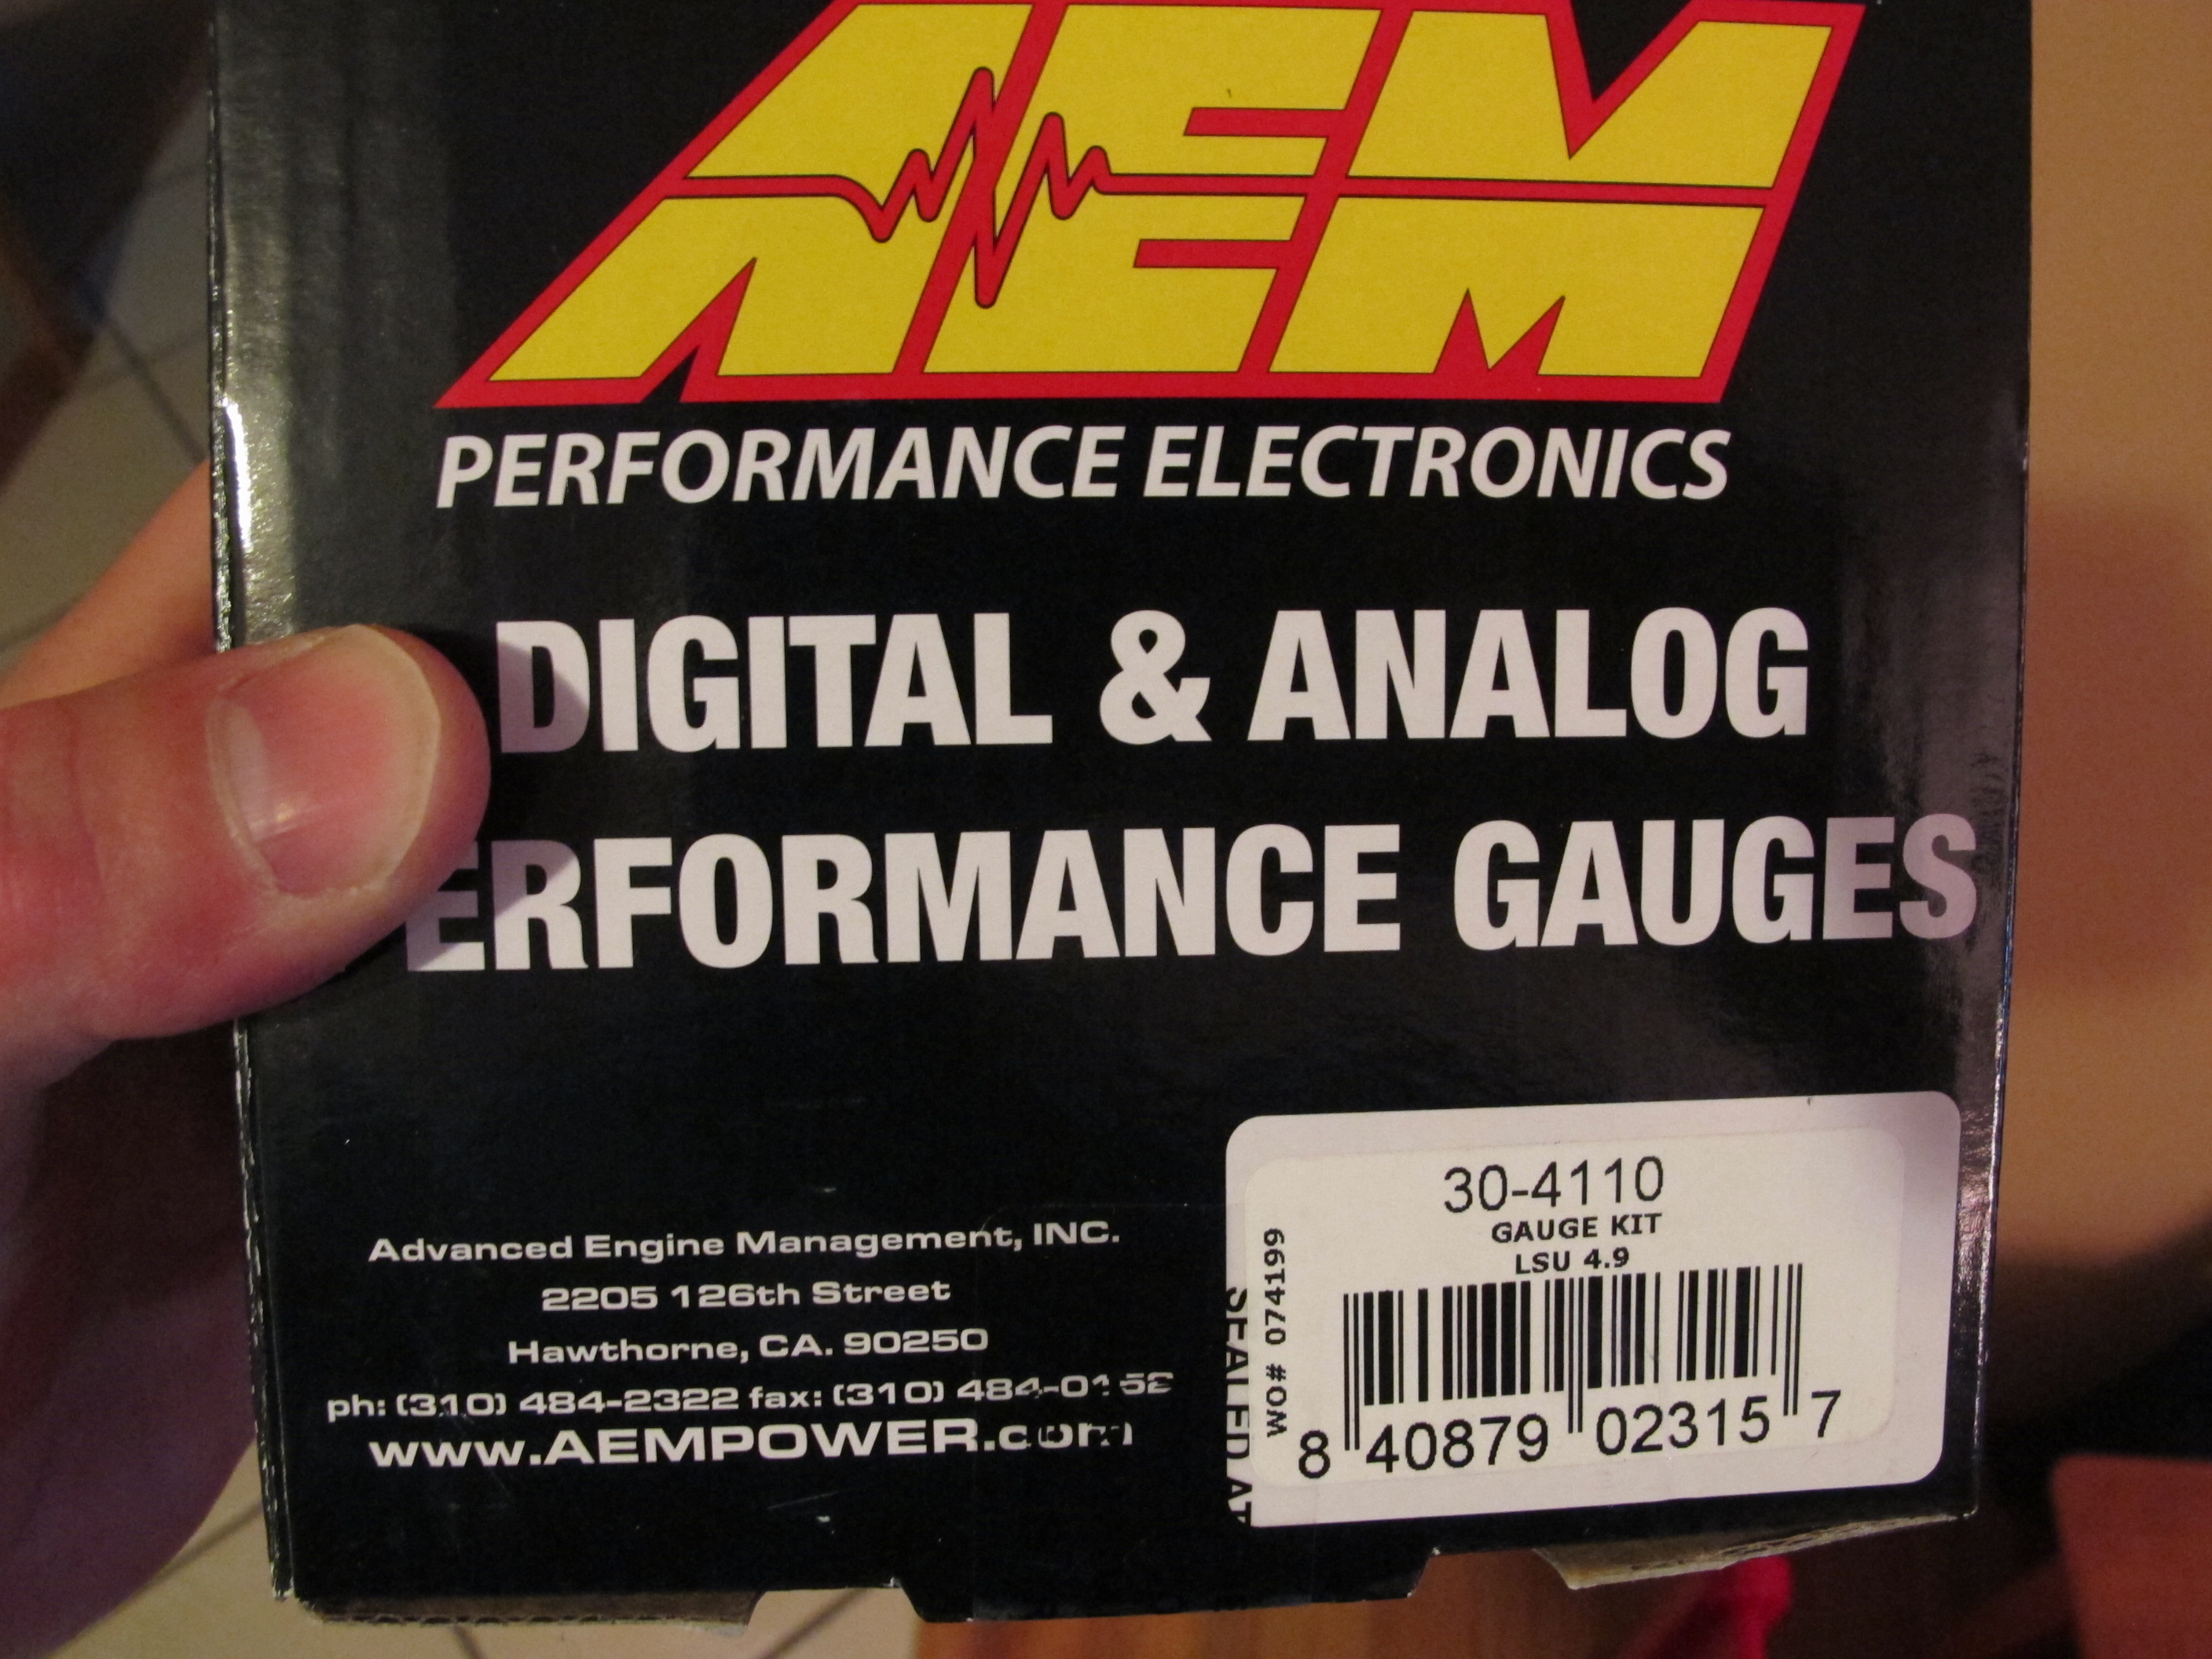 AEM
PERFORMANCE ELECTRONICS
DIGITAL & ANALOG
ERFORMANCE GAUGES
Advanced Engine Management, INC.
2205 126th Street
Hawthorne, CA. 90250
ph: (310) 484-2322 fax: (310) 484-0152
www.AEMPOWER.com
30-4110
GAUGE KIT
LSU 4.9
WO# 074199
SEALED AT
8 40879 02315 7